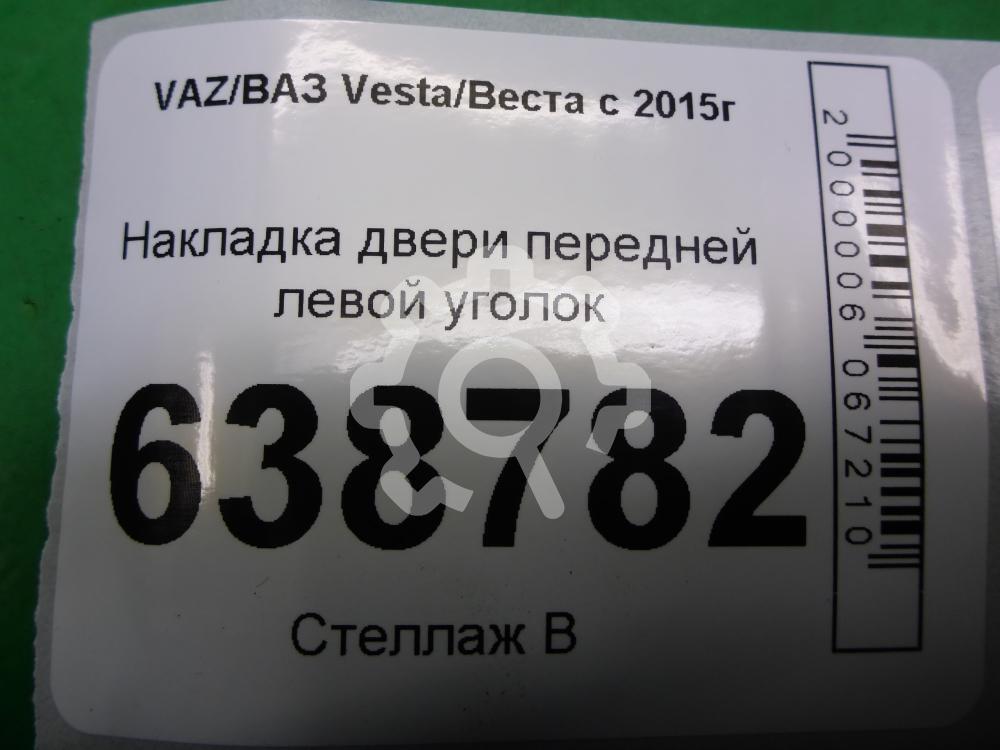 VAZ/ВАЗ Vesta/Веста с 2015г
Накладка двери передней
левой уголок
638782
Стеллаж В
2000006067210